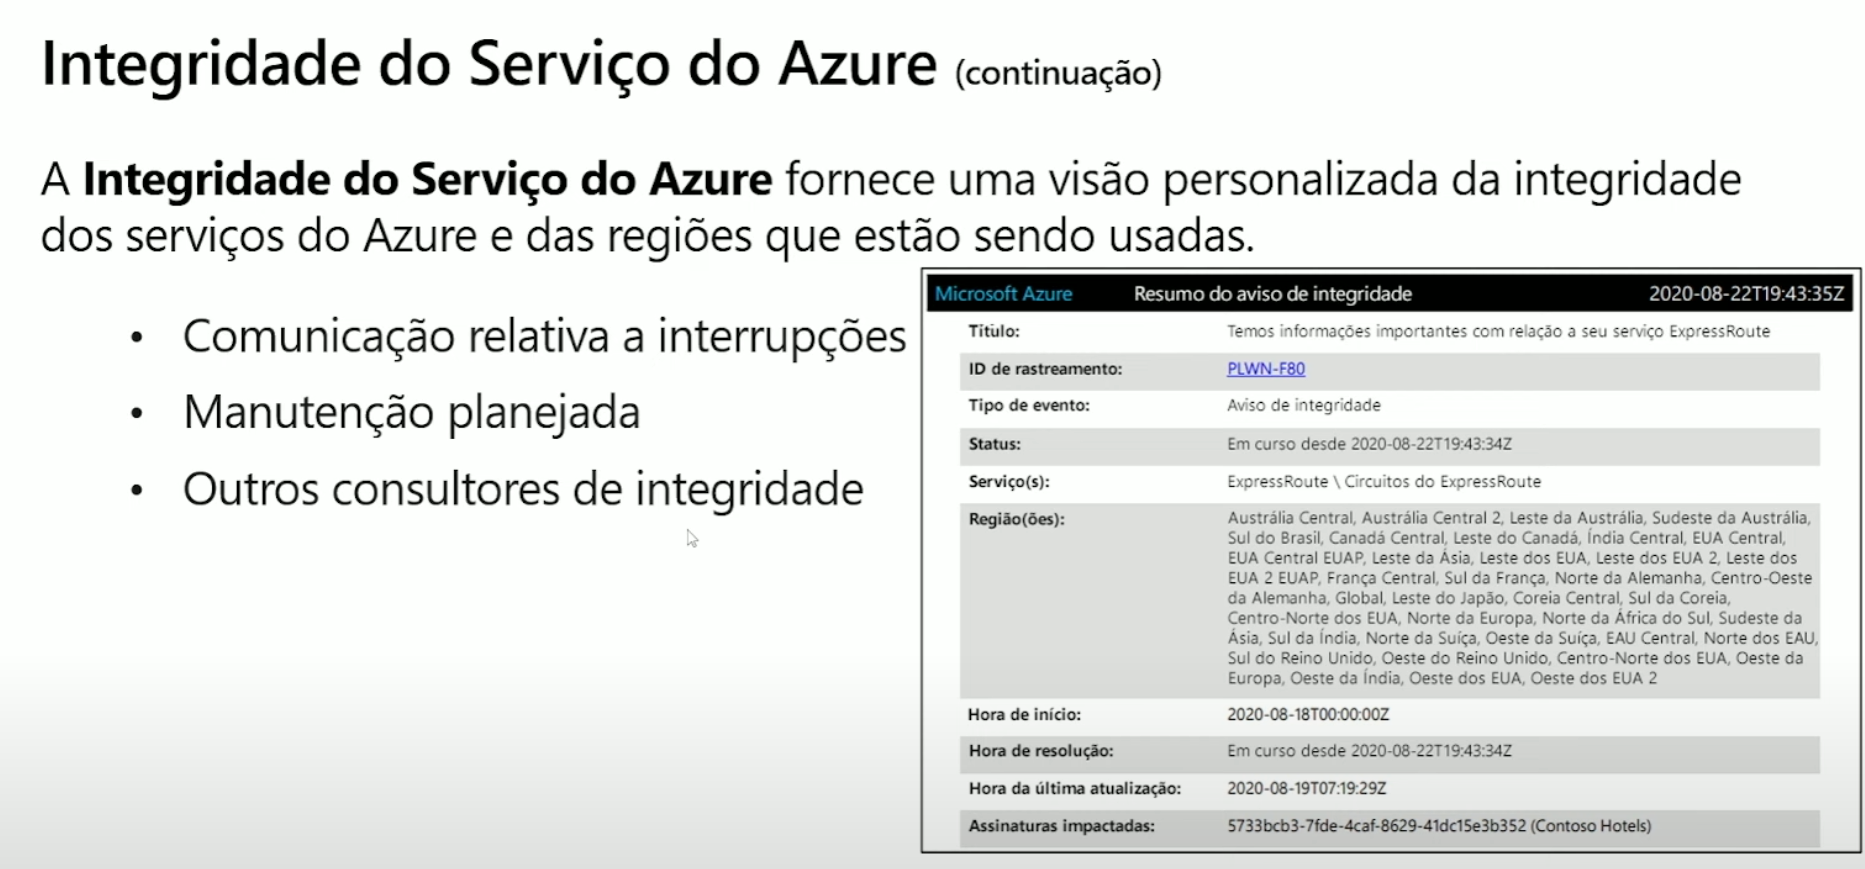 Integridade do Serviço do Azure (continuação)
A Integridade do Serviço do Azure fornece uma visão personalizada da integridade
dos serviços do Azure e das regiões que estão sendo usadas.
• Comunicação relativa a interrupções
• Manutenção planejada
• Outros consultores de integridade
Microsoft Azure Resumo do aviso de integridade 2020-08-22T19:43:35Z
Título: Temos informações importantes com relação a seu serviço ExpressRoute
ID de rastreamento: PLWN-F80
Tipo de evento: Aviso de integridade
Status: Em curso desde 2020-08-22T19:43:34Z
Serviço(s): ExpressRoute \ Circuitos do ExpressRoute
Região(ões): Austrália Central, Austrália Central 2, Leste da Austrália, Sudeste da Austrália,
Sul do Brasil, Canadá Central, Leste do Canadá, Índia Central, EUA Central,
EUA Central EUAP, Leste da Ásia, Leste dos EUA, Leste dos EUA 2, Leste dos
EUA 2 EUAP, França Central, Sul da França, Norte da Alemanha, Centro-Oeste
da Alemanha, Global, Leste do Japão, Coreia Central, Sul da Coreia,
Centro-Norte dos EUA, Norte da Europa, Norte da África do Sul, Sudeste da
Ásia, Sul da Índia, Norte da Suíça, Oeste da Suíça, EAU Central, Norte dos EAU,
Sul do Reino Unido, Oeste do Reino Unido, Centro-Norte dos EUA, Oeste da
Europa, Oeste da Índia, Oeste dos EUA, Oeste dos EUA 2
Hora de início: 2020-08-18T00:00:00Z
Hora de resolução: Em curso desde 2020-08-22T19:43:34Z
Hora da última atualização: 2020-08-19T07:19:29Z
Assinaturas impactadas: 5733bcb3-7fde-4caf-8629-41dc15e3b352 (Contoso Hotels)